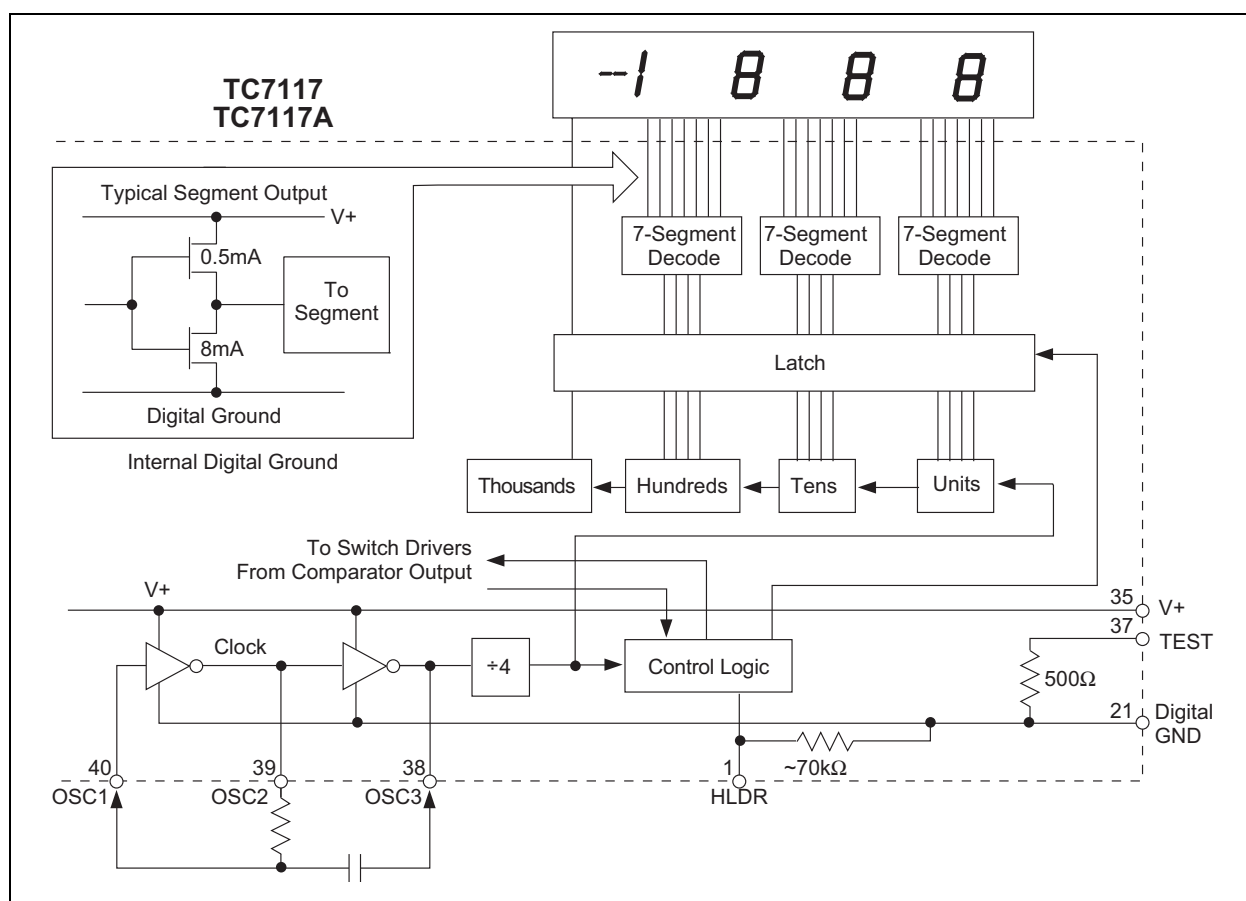 TC7117
TC7117A
-1 8 8 8
Typical Segment Output
V+
0.5mA
To
Segment
8mA
Digital Ground
Internal Digital Ground
7-Segment
Decode
7-Segment
Decode
7-Segment
Decode
Latch
Thousands
Hundreds
Tens
Units
To Switch Drivers
From Comparator Output
V+
Clock
÷4
Control Logic
35
V+
37
TEST
500Ω
21
Digital
GND
~70kΩ
40
OSC1
39
OSC2
38
OSC3
1
HLDR